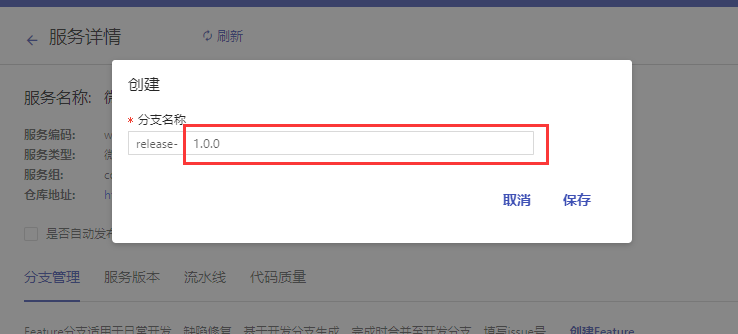 ← 服务详情 刷新
服务名称: 微
创建
* 分支名称
release- 1.0.0
服务编码: w
服务类型: 微
服务组: co
仓库地址: h
取消 保存
是否自动发布
分支管理 服务版本 流水线 代码质量
Feature分支适用于日常开发、缺陷修复，基于开发分支生成，完成时合并至开发分支，填写issue号 创建Feature